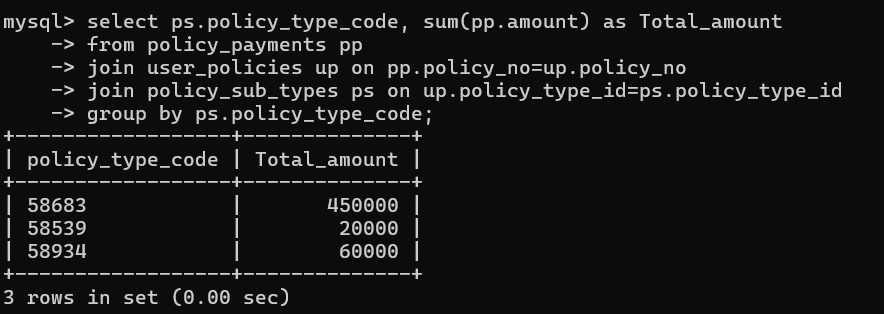 mysql> select ps.policy_type_code, sum(pp.amount) as Total_amount
    -> from policy_payments pp
    -> join user_policies up on pp.policy_no=up.policy_no
    -> join policy_sub_types ps on up.policy_type_id=ps.policy_type_id
    -> group by ps.policy_type_code;
+------------------+--------------+
| policy_type_code | Total_amount |
+------------------+--------------+
| 58683            |       450000 |
| 58539            |        20000 |
| 58934            |        60000 |
+------------------+--------------+
3 rows in set (0.00 sec)